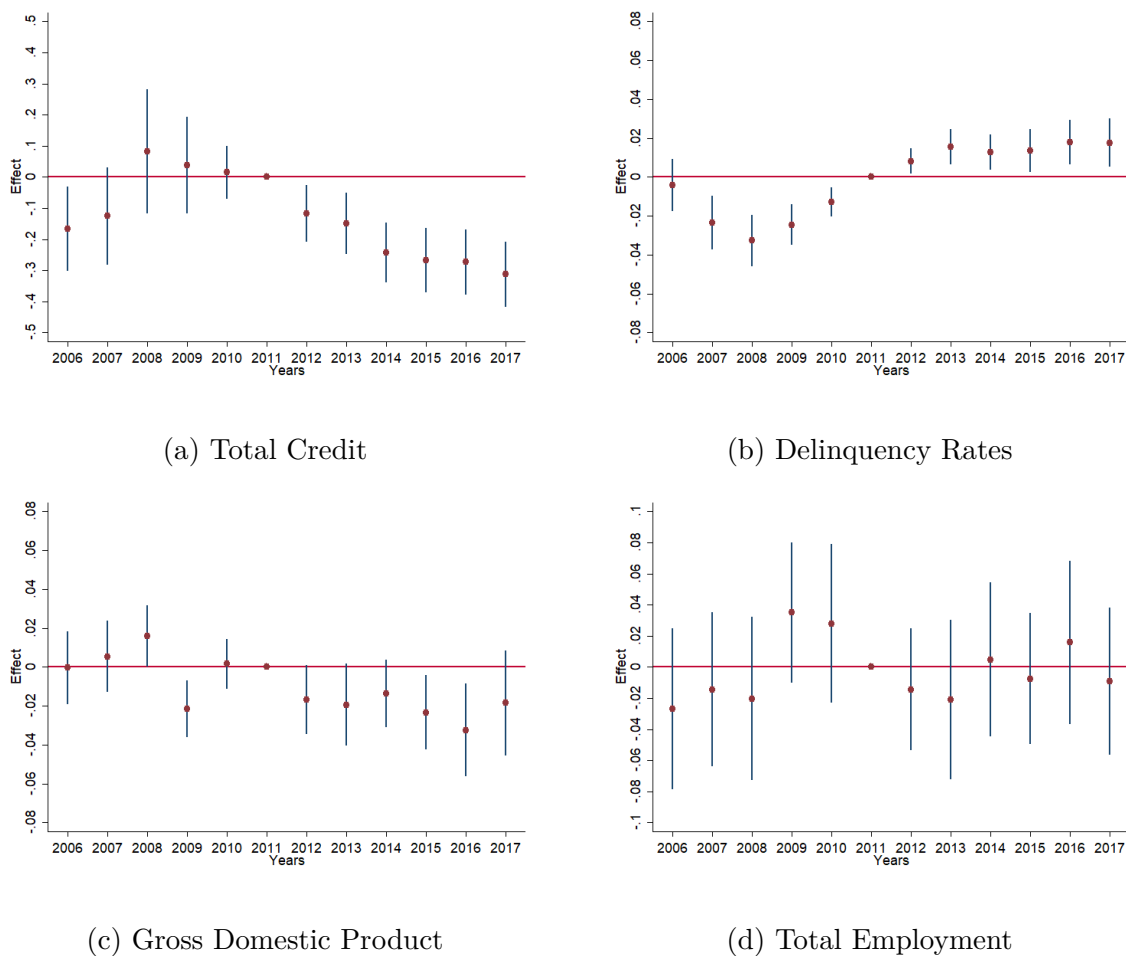 .5
.4
.3
.2
.1
0
-.1
-.2
-.3
-.4
-.5
Effect
2006 2007 2008 2009 2010 2011 2012 2013 2014 2015 2016 2017
Years
(a) Total Credit
.08
.06
.04
.02
0
-.02
-.04
-.06
-.08
Effect
2006 2007 2008 2009 2010 2011 2012 2013 2014 2015 2016 2017
Years
(b) Delinquency Rates
.08
.06
.04
.02
0
-.02
-.04
-.06
-.08
Effect
2006 2007 2008 2009 2010 2011 2012 2013 2014 2015 2016 2017
Years
(c) Gross Domestic Product
.1
.08
.06
.04
.02
0
-.02
-.04
-.06
-.08
-.1
Effect
2006 2007 2008 2009 2010 2011 2012 2013 2014 2015 2016 2017
Years
(d) Total Employment